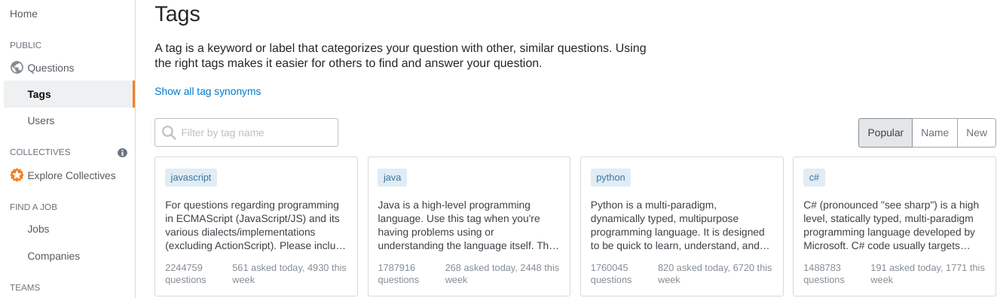 Home
PUBLIC
Questions
Tags
Users
COLLECTIVES
Explore Collectives
FIND A JOB
Jobs
Companies
TEAMS
Tags
A tag is a keyword or label that categorizes your question with other, similar questions. Using
the right tags makes it easier for others to find and answer your question.
Show all tag synonyms
Filter by tag name
Popular Name New
javascript
For questions regarding programming
in ECMAScript (JavaScript/JS) and its
various dialects/implementations
(excluding ActionScript). Please inclu…
2244759 questions
561 asked today, 4930 this week
java
Java is a high-level programming
language. Use this tag when you're
having problems using or
understanding the language itself. Th…
1787916 questions
268 asked today, 2448 this week
python
Python is a multi-paradigm,
dynamically typed, multipurpose
programming language. It is designed
to be quick to learn, understand, and…
1760045 questions
820 asked today, 6720 this week
c#
C# (pronounced "see sharp") is a high
level, statically typed, multi-paradigm
programming language developed by
Microsoft. C# code usually targets…
1488783 questions
191 asked today, 1771 this week